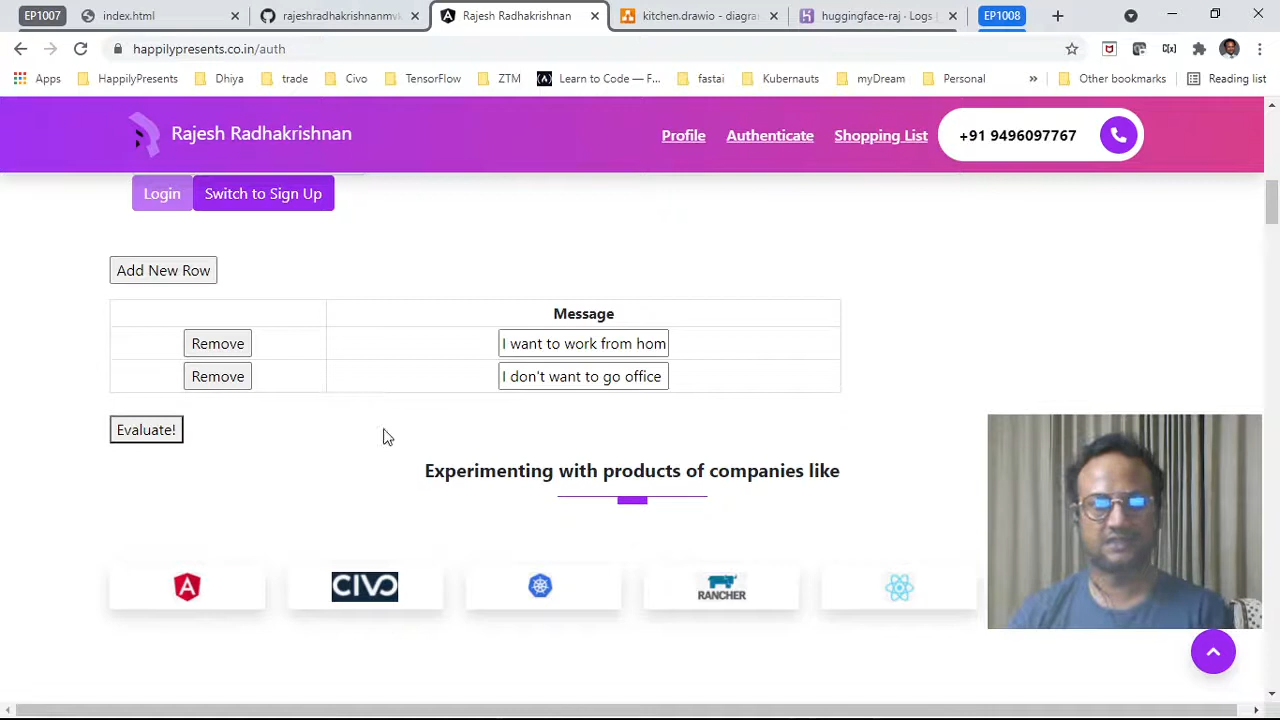 EP1007
index.html
rajeshradhakrishnanmvk
Rajesh Radhakrishnan
kitchen.drawio - d
huggingface-raj · Logs |
EP1008
happilypresents.co.in/auth
Apps
HappilyPresents
Dhiya
trade
Civo
TensorFlow
ZTM
Learn to Code — F...
fastai
Kubernauts
myDream
Personal
»
Other bookmarks
Reading list
Rajesh Radhakrishnan
Profile
Authenticate
Shopping List
+91 9496097767
Login
Switch to Sign Up
Add New Row
Message
Remove
I want to work from hom
Remove
I don't want to go office
Evaluate!
Experimenting with products of companies like
CIVO
RANCHER